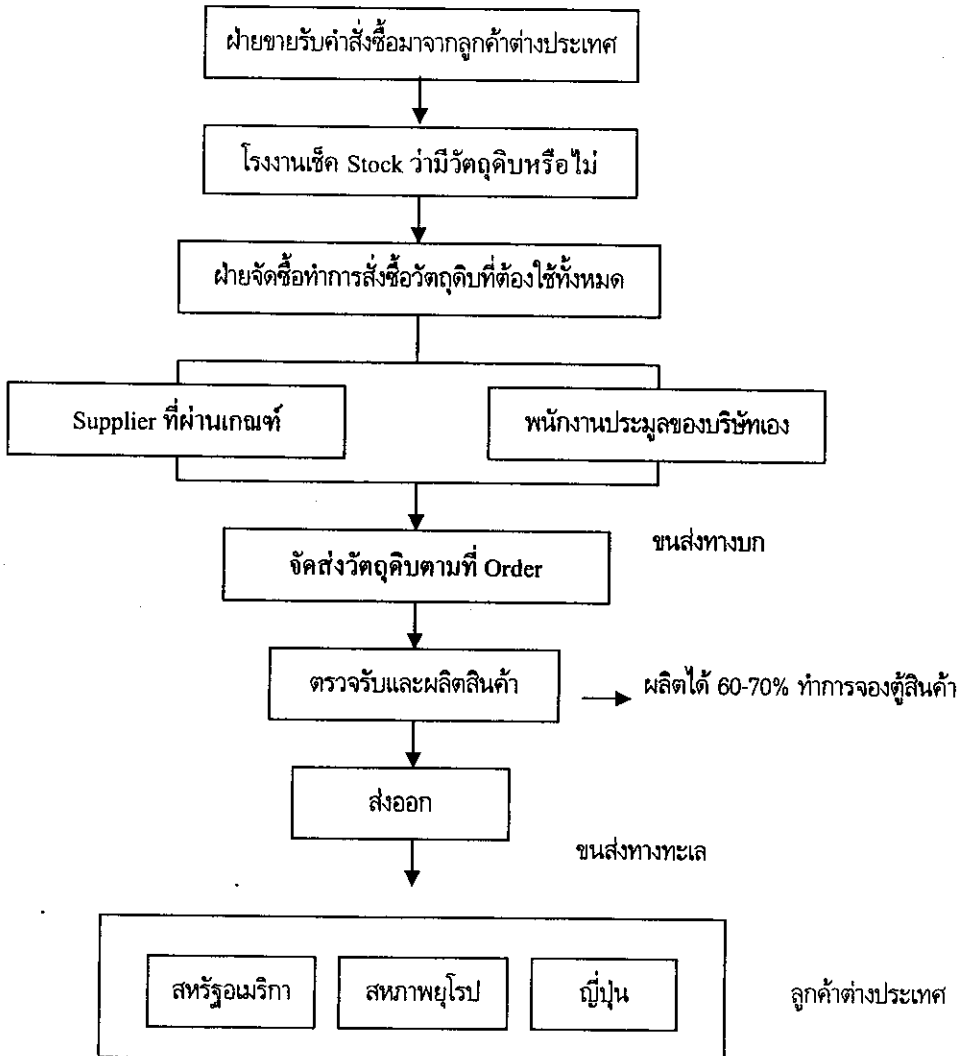 ฝ่ายขายรับคำสั่งซื้อมาจากลูกค้าต่างประเทศ
โรงงานเช็ค Stock ว่ามีวัตถุดิบหรือไม่
ฝ่ายจัดซื้อทำการสั่งซื้อวัตถุดิบที่ต้องใช้ทั้งหมด
Supplier ที่ผ่านเกณฑ์
พนักงานประมูลของบริษัทเอง
ขนส่งทางบก
จัดส่งวัตถุดิบตามที่ Order
ตรวจรับและผลิตสินค้า
ผลิตได้ 60-70% ทำการจองตู้สินค้า
ส่งออก
ขนส่งทางทะเล
สหรัฐอเมริกา
สหภาพยุโรป
ญี่ปุ่น
ลูกค้าต่างประเทศ